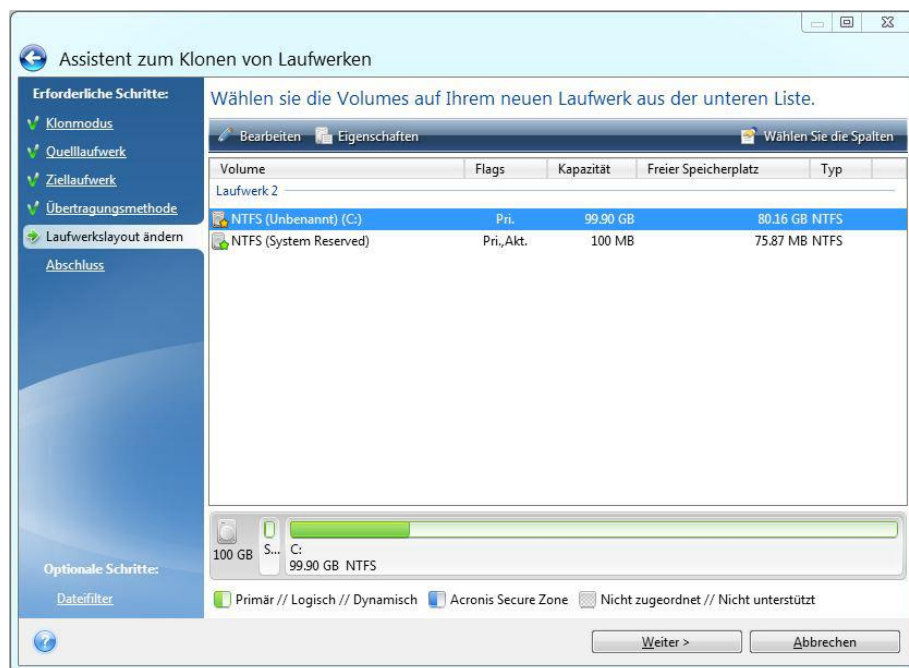 Assistent zum Klonen von Laufwerken
Erforderliche Schritte:
Klonmodus
Quelllaufwerk
Ziellaufwerk
Übertragungsmethode
Laufwerkslayout ändern
Abschluss
Optionale Schritte:
Dateifilter
Wählen sie die Volumes auf Ihrem neuen Laufwerk aus der unteren Liste.
Bearbeiten Eigenschaften Wählen Sie die Spalten
Volume Flags Kapazität Freier Speicherplatz Typ
Laufwerk 2
NTFS (Unbenannt) (C:) Pri. 99.90 GB 80.16 GB NTFS
NTFS (System Reserved) Pri.,Akt. 100 MB 75.87 MB NTFS
100 GB
S...
C:
99.90 GB NTFS
Primär // Logisch // Dynamisch Acronis Secure Zone Nicht zugeordnet // Nicht unterstützt
? Weiter > Abbrechen